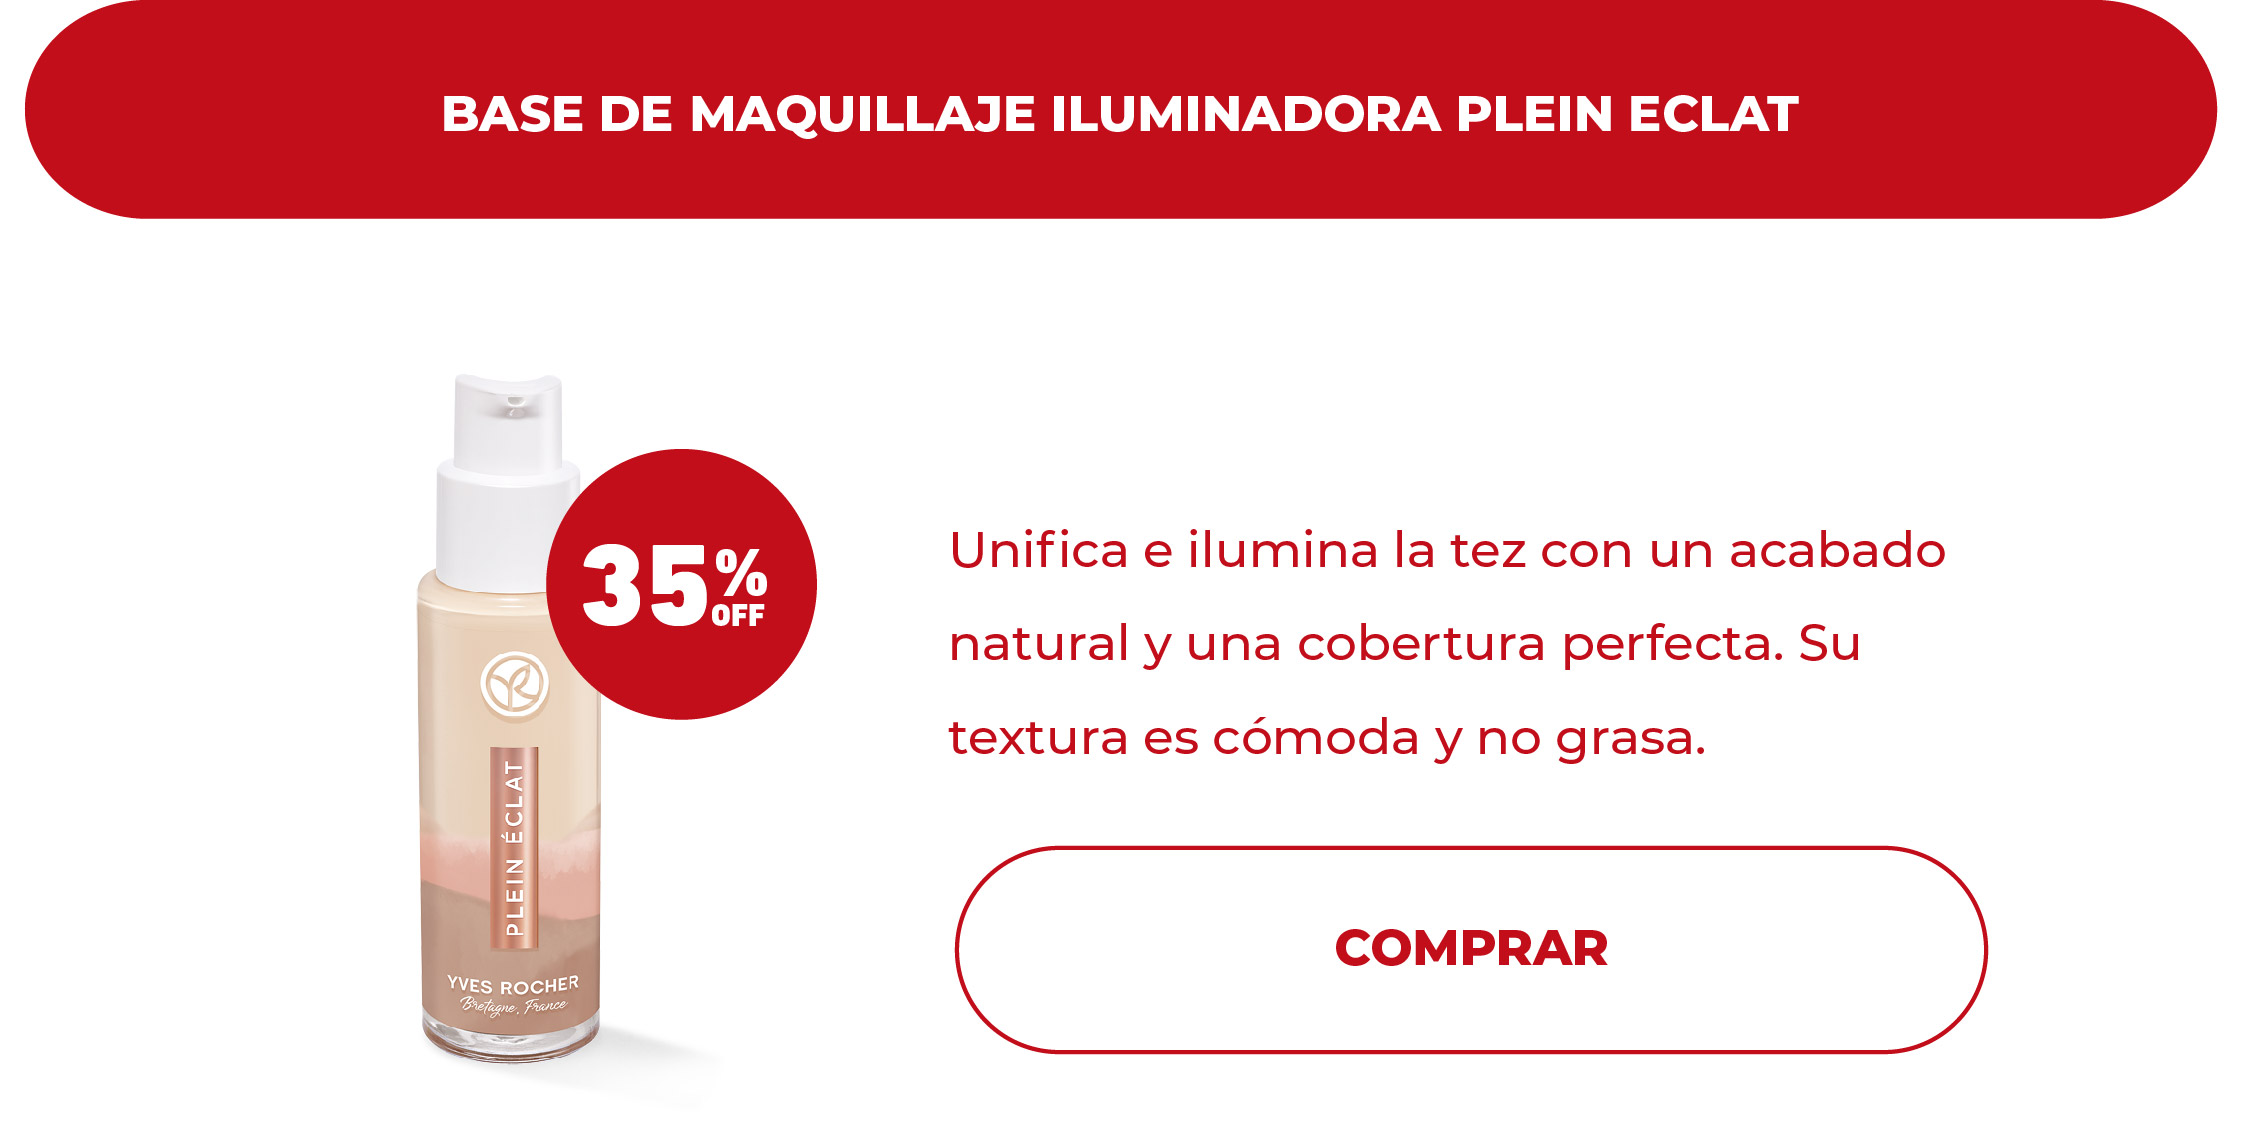 BASE DE MAQUILLAJE ILUMINADORA PLEIN ECLAT
35%
OFF
PLEIN ÉCLAT
YVES ROCHER
Bretagne, France
Unifica e ilumina la tez con un acabado
natural y una cobertura perfecta. Su
textura es cómoda y no grasa.
COMPRAR